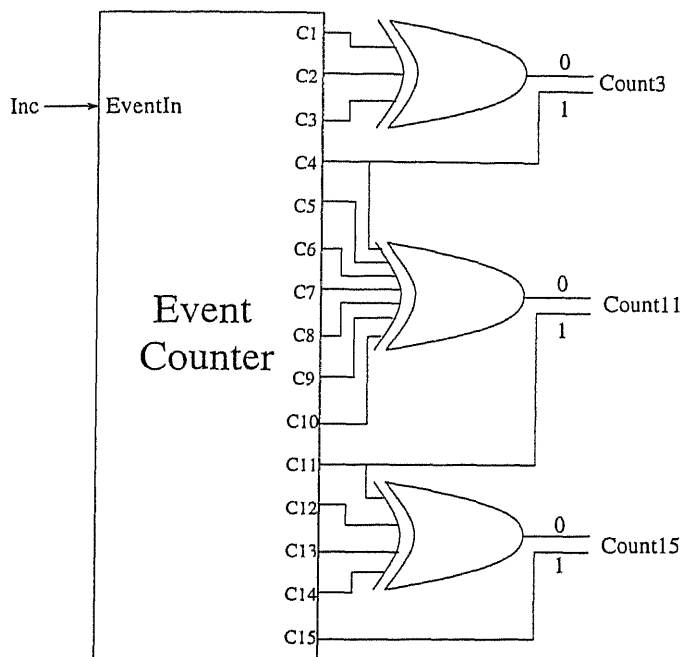 C1
0
C2
Count3
Inc
EventIn
1
C3
C4
C5
C6
0
C7
Event
Count11
C8
1
Counter
C9
C10
C11
C12
0
C13
Count15
1
C14
C15